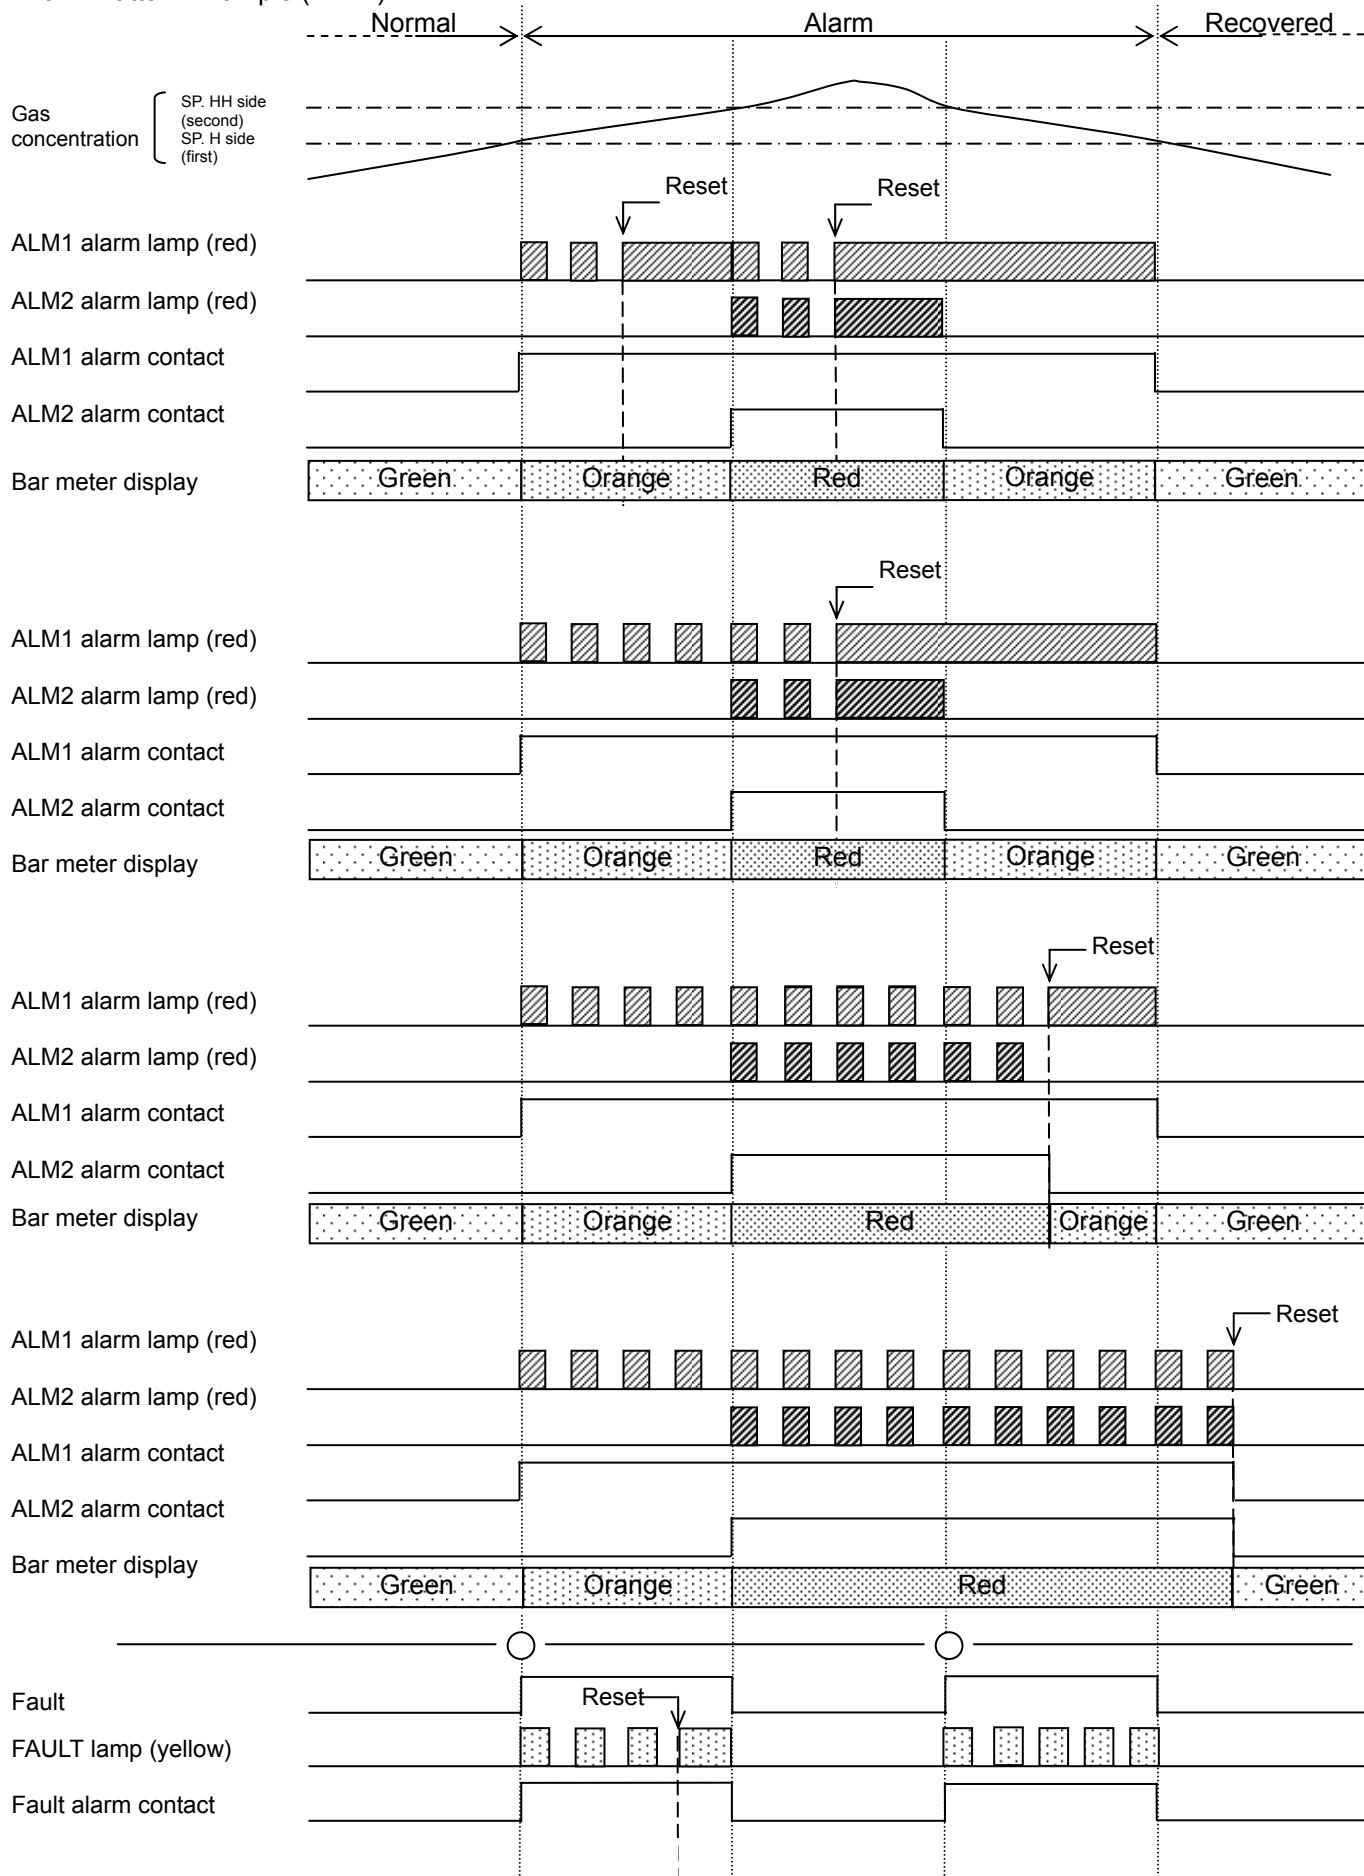 Normal
Alarm
Recovered
Gas
concentration
SP. HH side
(second)
SP. H side
(first)
Reset
Reset
ALM1 alarm lamp (red)
ALM2 alarm lamp (red)
ALM1 alarm contact
ALM2 alarm contact
Bar meter display
Green
Orange
Red
Orange
Green
Reset
ALM1 alarm lamp (red)
ALM2 alarm lamp (red)
ALM1 alarm contact
ALM2 alarm contact
Bar meter display
Green
Orange
Red
Orange
Green
Reset
ALM1 alarm lamp (red)
ALM2 alarm lamp (red)
ALM1 alarm contact
ALM2 alarm contact
Bar meter display
Green
Orange
Red
Orange
Green
Reset
ALM1 alarm lamp (red)
ALM2 alarm lamp (red)
ALM1 alarm contact
ALM2 alarm contact
Bar meter display
Green
Orange
Red
Green
Fault
Reset
FAULT lamp (yellow)
Fault alarm contact